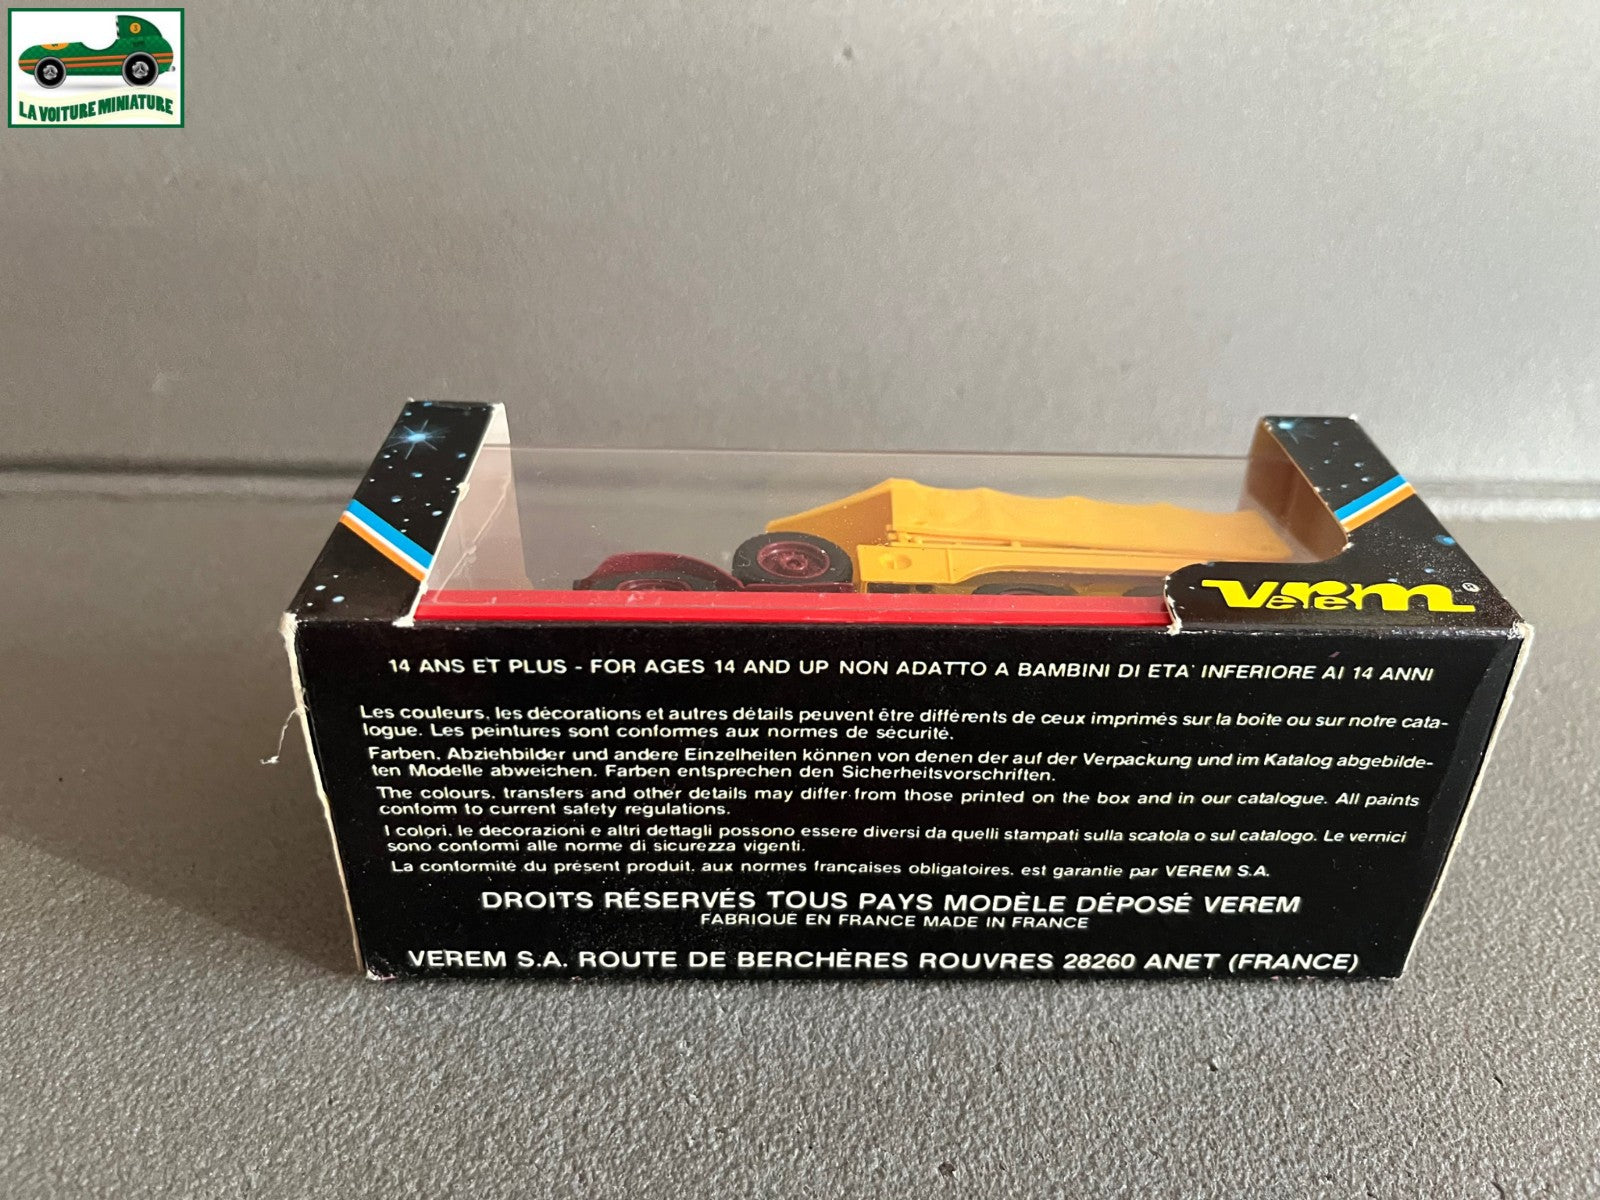 LA VOITURE MINIATURE
Verem
14 ANS ET PLUS - FOR AGES 14 AND UP NON ADATTO A BAMBINI DI ETA' INFERIORE AI 14 ANNI
Les couleurs, les décorations et autres détails peuvent être différents de ceux imprimés sur la boite ou sur notre cata-
logue. Les peintures sont conformes aux normes de sécurité.
Farben, Abziehbilder und andere Einzelheiten können von denen der auf der Verpackung und im Katalog abgebilde-
ten Modelle abweichen. Farben entsprechen den Sicherheitsvorschriften.
The colours, transfers and other details may differ from those printed on the box and in our catalogue. All paints
conform to current safety regulations.
I colori, le decorazioni e altri dettagli possono essere diversi da quelli stampati sulla scatola o sul catalogo. Le vernici
sono conformi alle norme di sicurezza vigenti.
La conformité du présent produit, aux normes françaises obligatoires, est garantie par VEREM S.A.
DROITS RÉSERVÉS TOUS PAYS MODÈLE DÉPOSÉ VEREM
FABRIQUÉ EN FRANCE MADE IN FRANCE
VEREM S.A. ROUTE DE BERCHÈRES ROUVRES 28260 ANET (FRANCE)